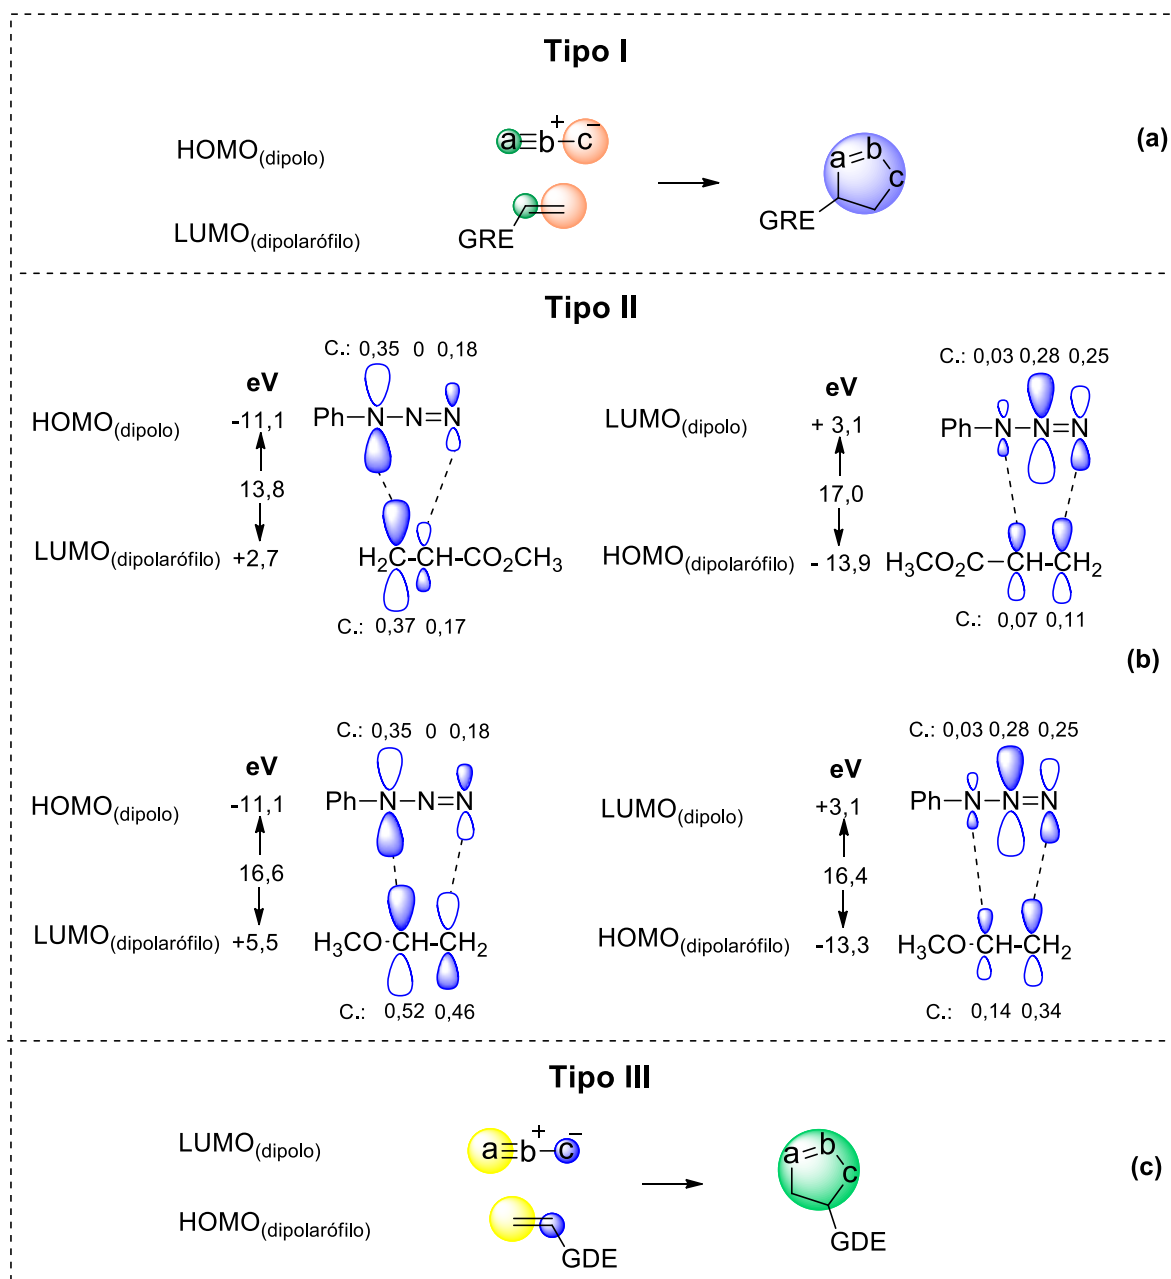 Tipo I
HOMO(dipolo)
a≡b⁺–c⁻
a=b c
(a)
LUMO(dipolarófilo)
GRE
GRE
Tipo II
C.: 0,35 0 0,18
eV
HOMO(dipolo) -11,1
Ph–N–N=N
13,8
LUMO(dipolarófilo) +2,7
H2C-CH-CO2CH3
C.: 0,37 0,17
C.: 0,03 0,28 0,25
eV
LUMO(dipolo) + 3,1
Ph–N–N=N
17,0
HOMO(dipolarófilo) - 13,9
H3CO2C–CH-CH2
C.: 0,07 0,11
(b)
C.: 0,35 0 0,18
eV
HOMO(dipolo) -11,1
Ph–N–N=N
16,6
LUMO(dipolarófilo) +5,5
H3CO-CH-CH2
C.: 0,52 0,46
C.: 0,03 0,28 0,25
eV
LUMO(dipolo) +3,1
Ph–N–N=N
16,4
HOMO(dipolarófilo) -13,3
H3CO-CH-CH2
C.: 0,14 0,34
Tipo III
LUMO(dipolo)
a≡b⁺–c⁻
a=b c
(c)
HOMO(dipolarófilo)
GDE
GDE